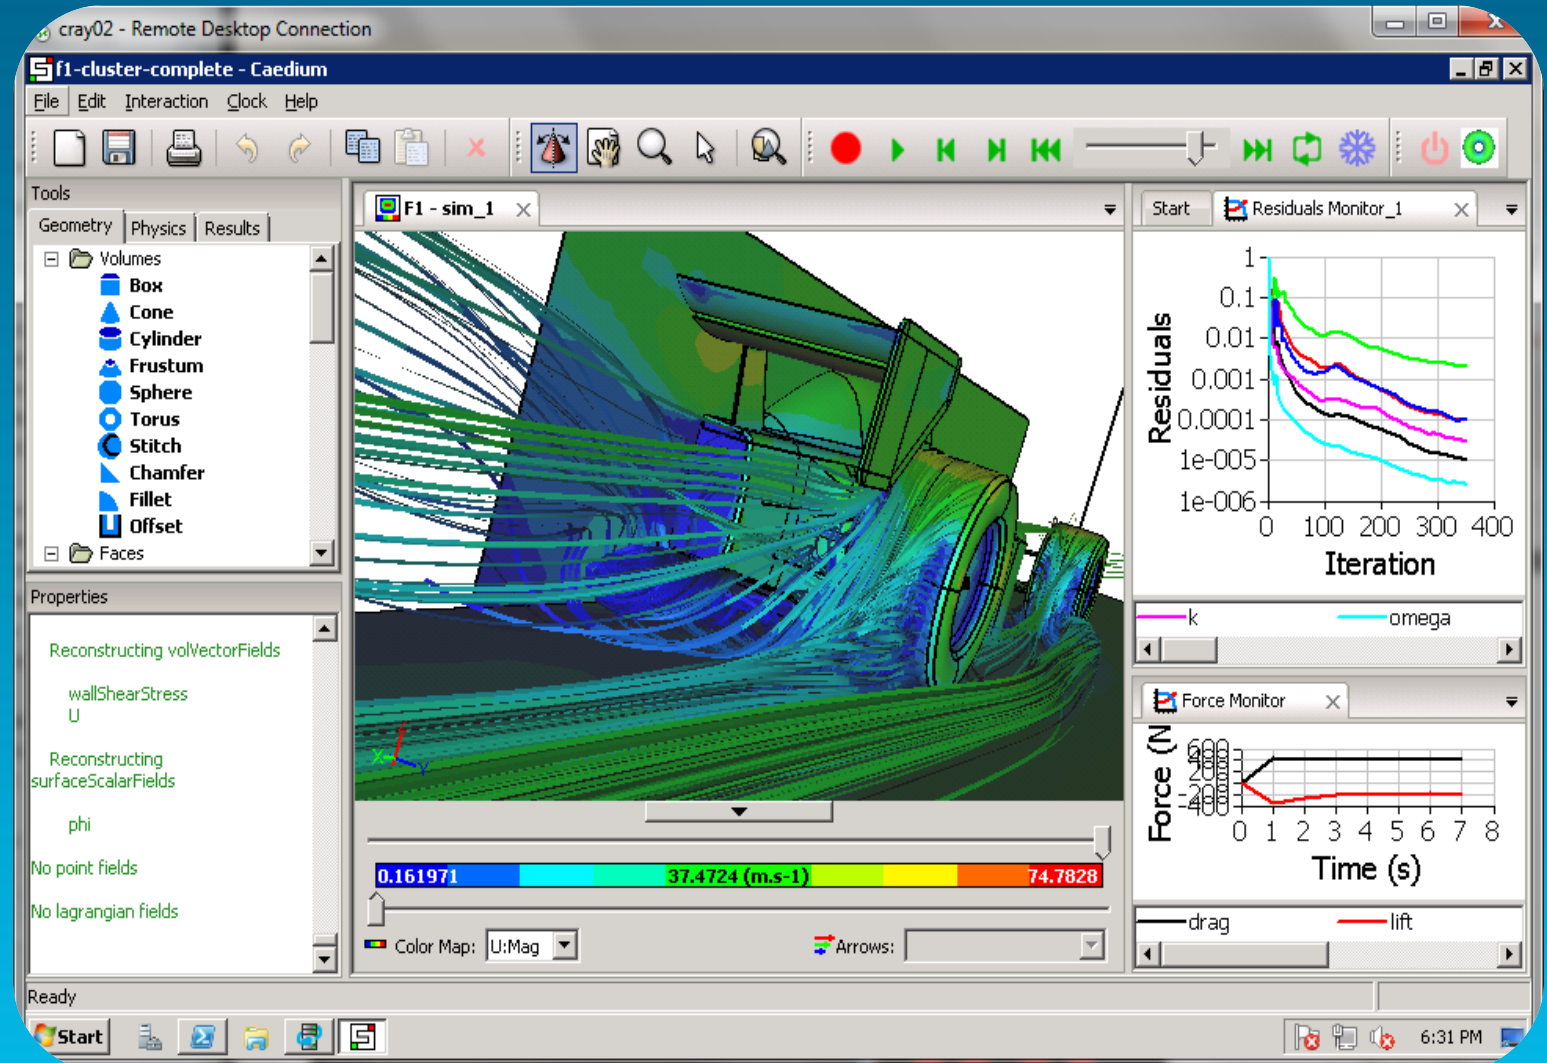 cray02 - Remote Desktop Connection
f1-cluster-complete - Caedium
File Edit Interaction Clock Help
Tools
Geometry Physics Results
Volumes
Box
Cone
Cylinder
Frustum
Sphere
Torus
Stitch
Chamfer
Fillet
Offset
Faces
Properties
Reconstructing volVectorFields
wallShearStress
U
Reconstructing
surfaceScalarFields
phi
No point fields
No lagrangian fields
F1 - sim_1
X Y
0.161971 37.4724 (m.s-1) 74.7828
Color Map: U:Mag Arrows:
Start Residuals Monitor_1
Residuals
1
0.1
0.01
0.001
0.0001
1e-005
1e-006
0 100 200 300 400
Iteration
k omega
Force Monitor
Force (N
600
400
200
-200
-400
0 1 2 3 4 5 6 7 8
Time (s)
drag lift
Ready
Start 6:31 PM